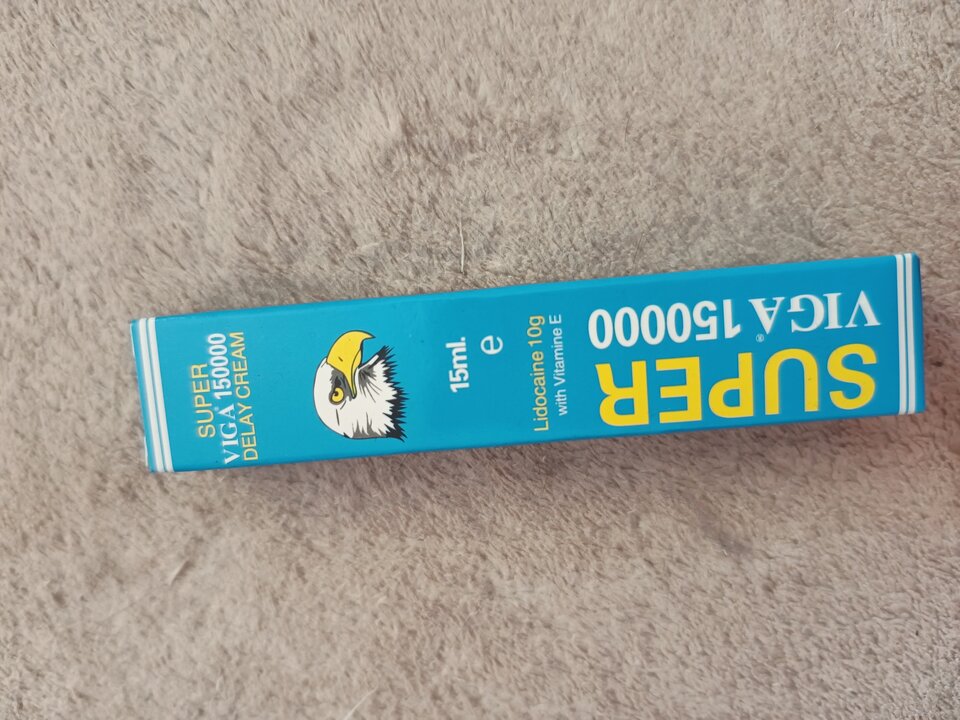 SUPER
VIGA® 150000
DELAY CREAM
15ml.
e
Lidocaine 10g
with Vitamine E
SUPER
VIGA® 150000